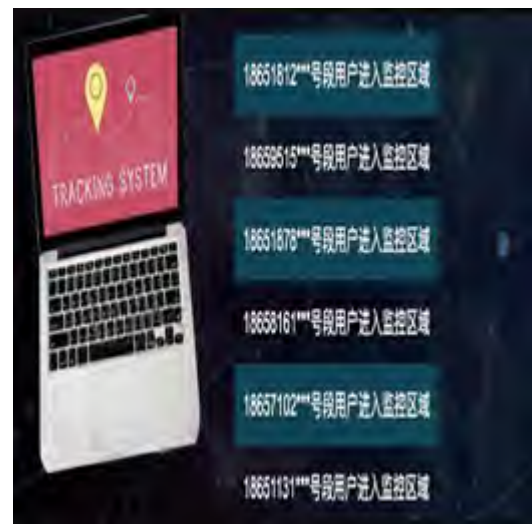 TRACKING SYSTEM
18651812***号段用户进入监控区域
18659515***号段用户进入监控区域
18651878***号段用户进入监控区域
18658161***号段用户进入监控区域
18657102***号段用户进入监控区域
18651131***号段用户进入监控区域